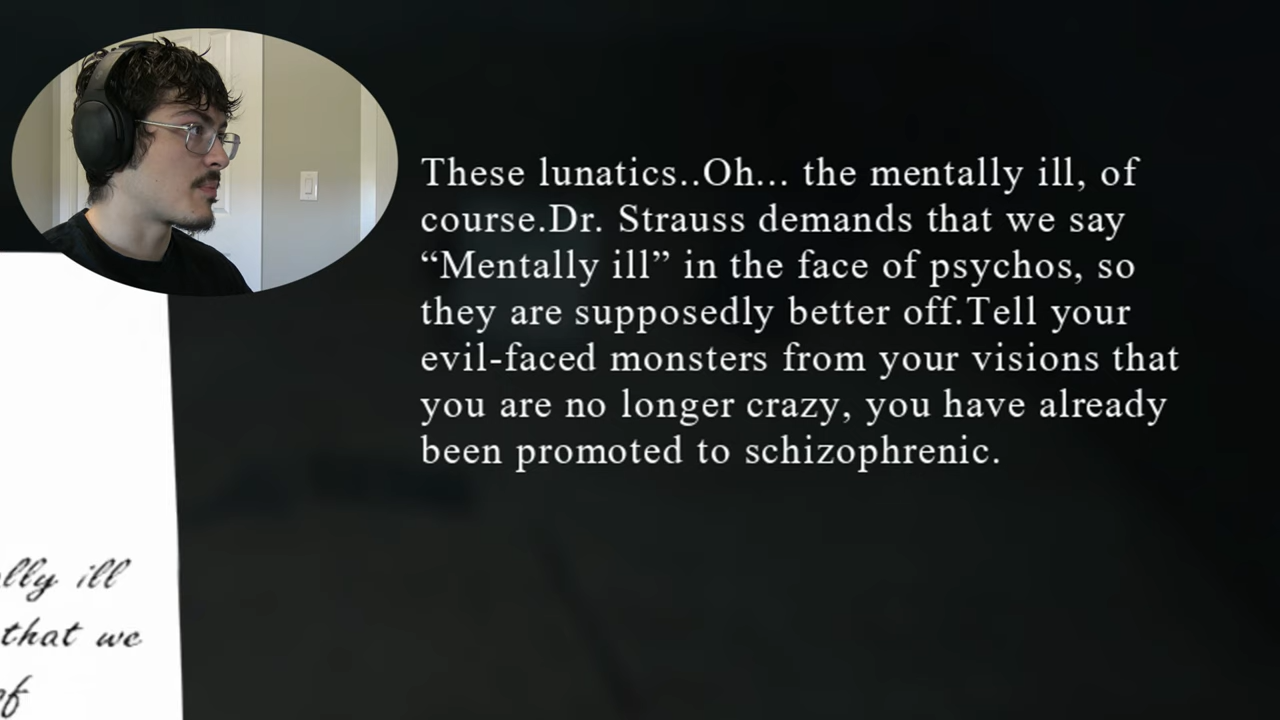 These lunatics..Oh... the mentally ill, of
course.Dr. Strauss demands that we say
“Mentally ill” in the face of psychos, so
they are supposedly better off.Tell your
evil-faced monsters from your visions that
you are no longer crazy, you have already
been promoted to schizophrenic.
ill
that we
of